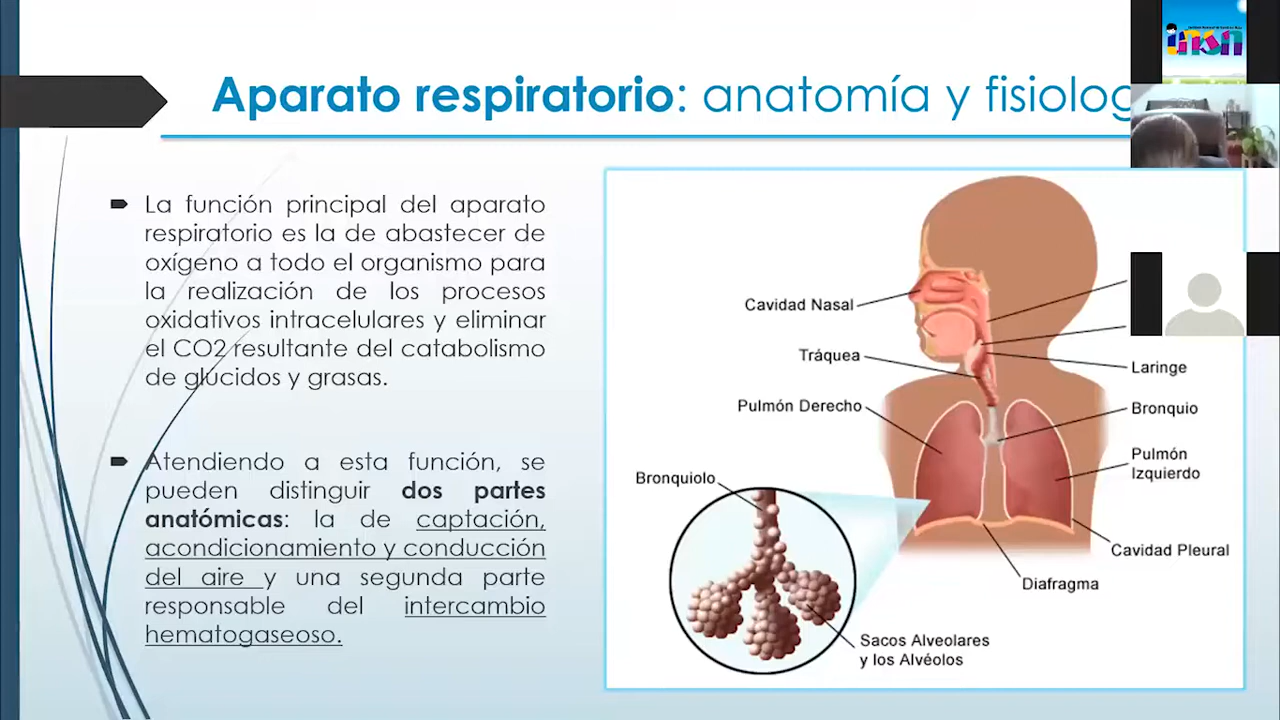 Aparato respiratorio: anatomía y fisiolog
insn
La función principal del aparato
respiratorio es la de abastecer de
oxígeno a todo el organismo para
la realización de los procesos
oxidativos intracelulares y eliminar
el CO2 resultante del catabolismo
de glúcidos y grasas.
Atendiendo a esta función, se
pueden distinguir dos partes
anatómicas: la de captación,
acondicionamiento y conducción
del aire y una segunda parte
responsable del intercambio
hematogaseoso.
Cavidad Nasal
Tráquea
Pulmón Derecho
Bronquiolo
Laringe
Bronquio
Pulmón
Izquierdo
Cavidad Pleural
Diafragma
Sacos Alveolares
y los Alvéolos